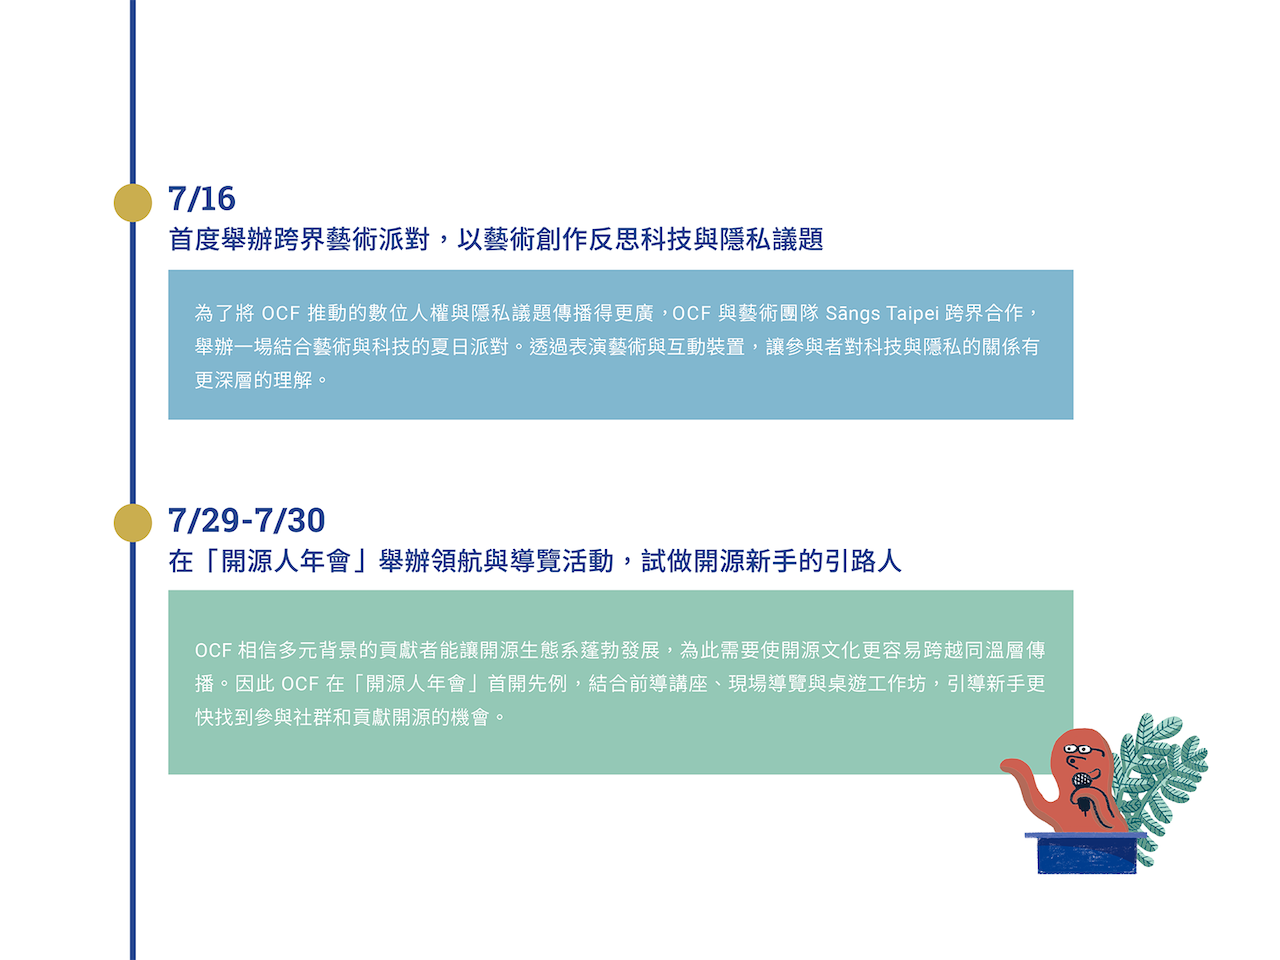 7/16
首度舉辦跨界藝術派對，以藝術創作反思科技與隱私議題
為了將 OCF 推動的數位人權與隱私議題傳播得更廣，OCF 與藝術團隊 Sāngs Taipei 跨界合作，
舉辦一場結合藝術與科技的夏日派對。透過表演藝術與互動裝置，讓參與者對科技與隱私的關係有
更深層的理解。
7/29-7/30
在「開源人年會」舉辦領航與導覽活動，試做開源新手的引路人
OCF 相信多元背景的貢獻者能讓開源生態系蓬勃發展，為此需要使開源文化更容易跨越同溫層傳
播。因此 OCF 在「開源人年會」首開先例，結合前導講座、現場導覽與桌遊工作坊，引導新手更
快找到參與社群和貢獻開源的機會。